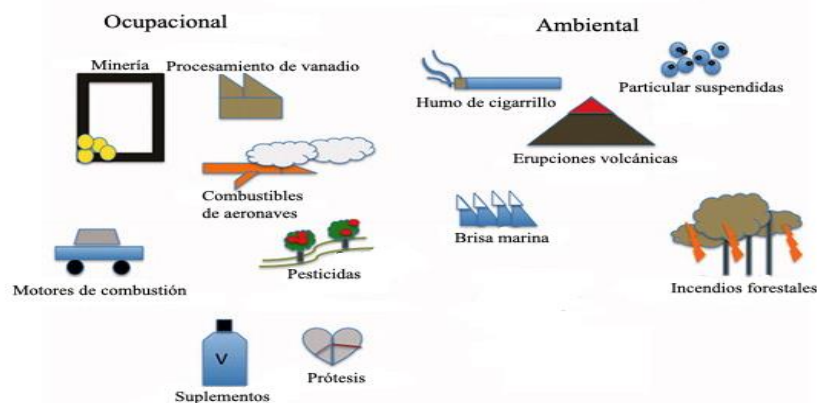 Ocupacional
Minería
Procesamiento de vanadio
Combustibles
de aeronaves
Motores de combustión
Pesticidas
V
Suplementos
Prótesis
Ambiental
Humo de cigarrillo
Particular suspendidas
Erupciones volcánicas
Brisa marina
Incendios forestales